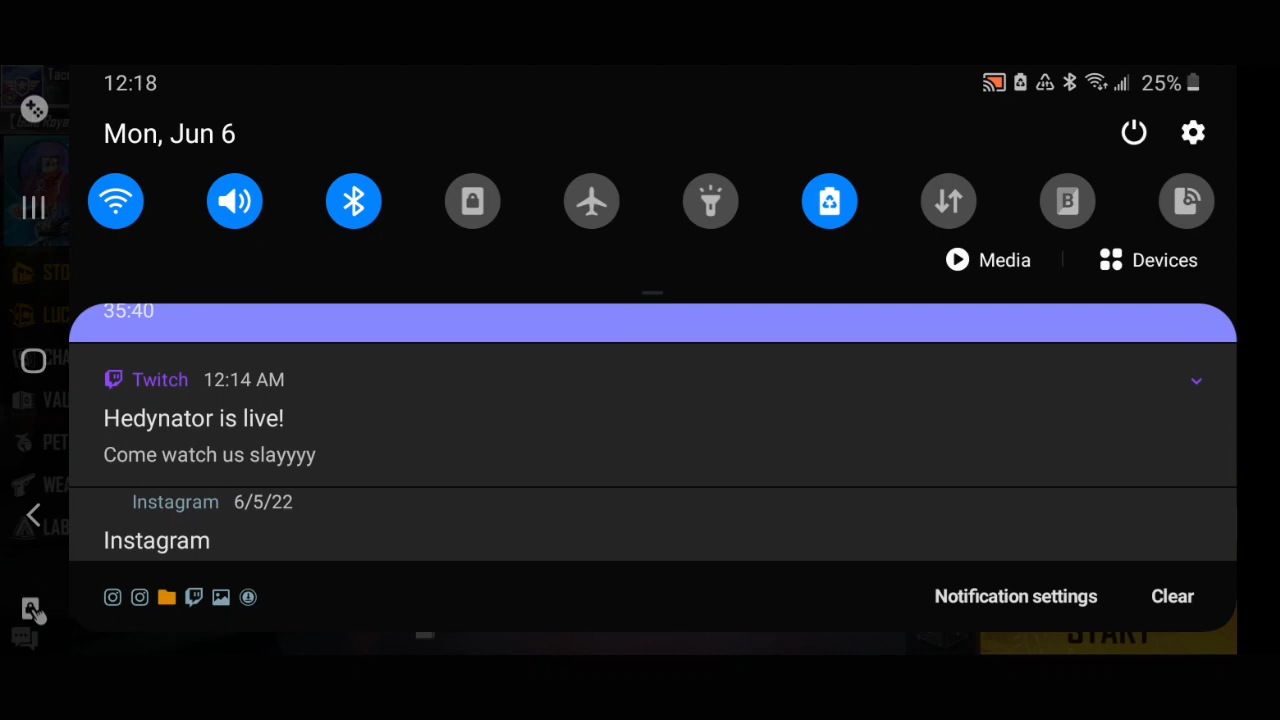 12:18
25%
Mon, Jun 6
B
Media
Devices
35:40
Twitch 12:14 AM
Hedynator is live!
Come watch us slayyyy
Instagram 6/5/22
Instagram
Notification settings
Clear
START